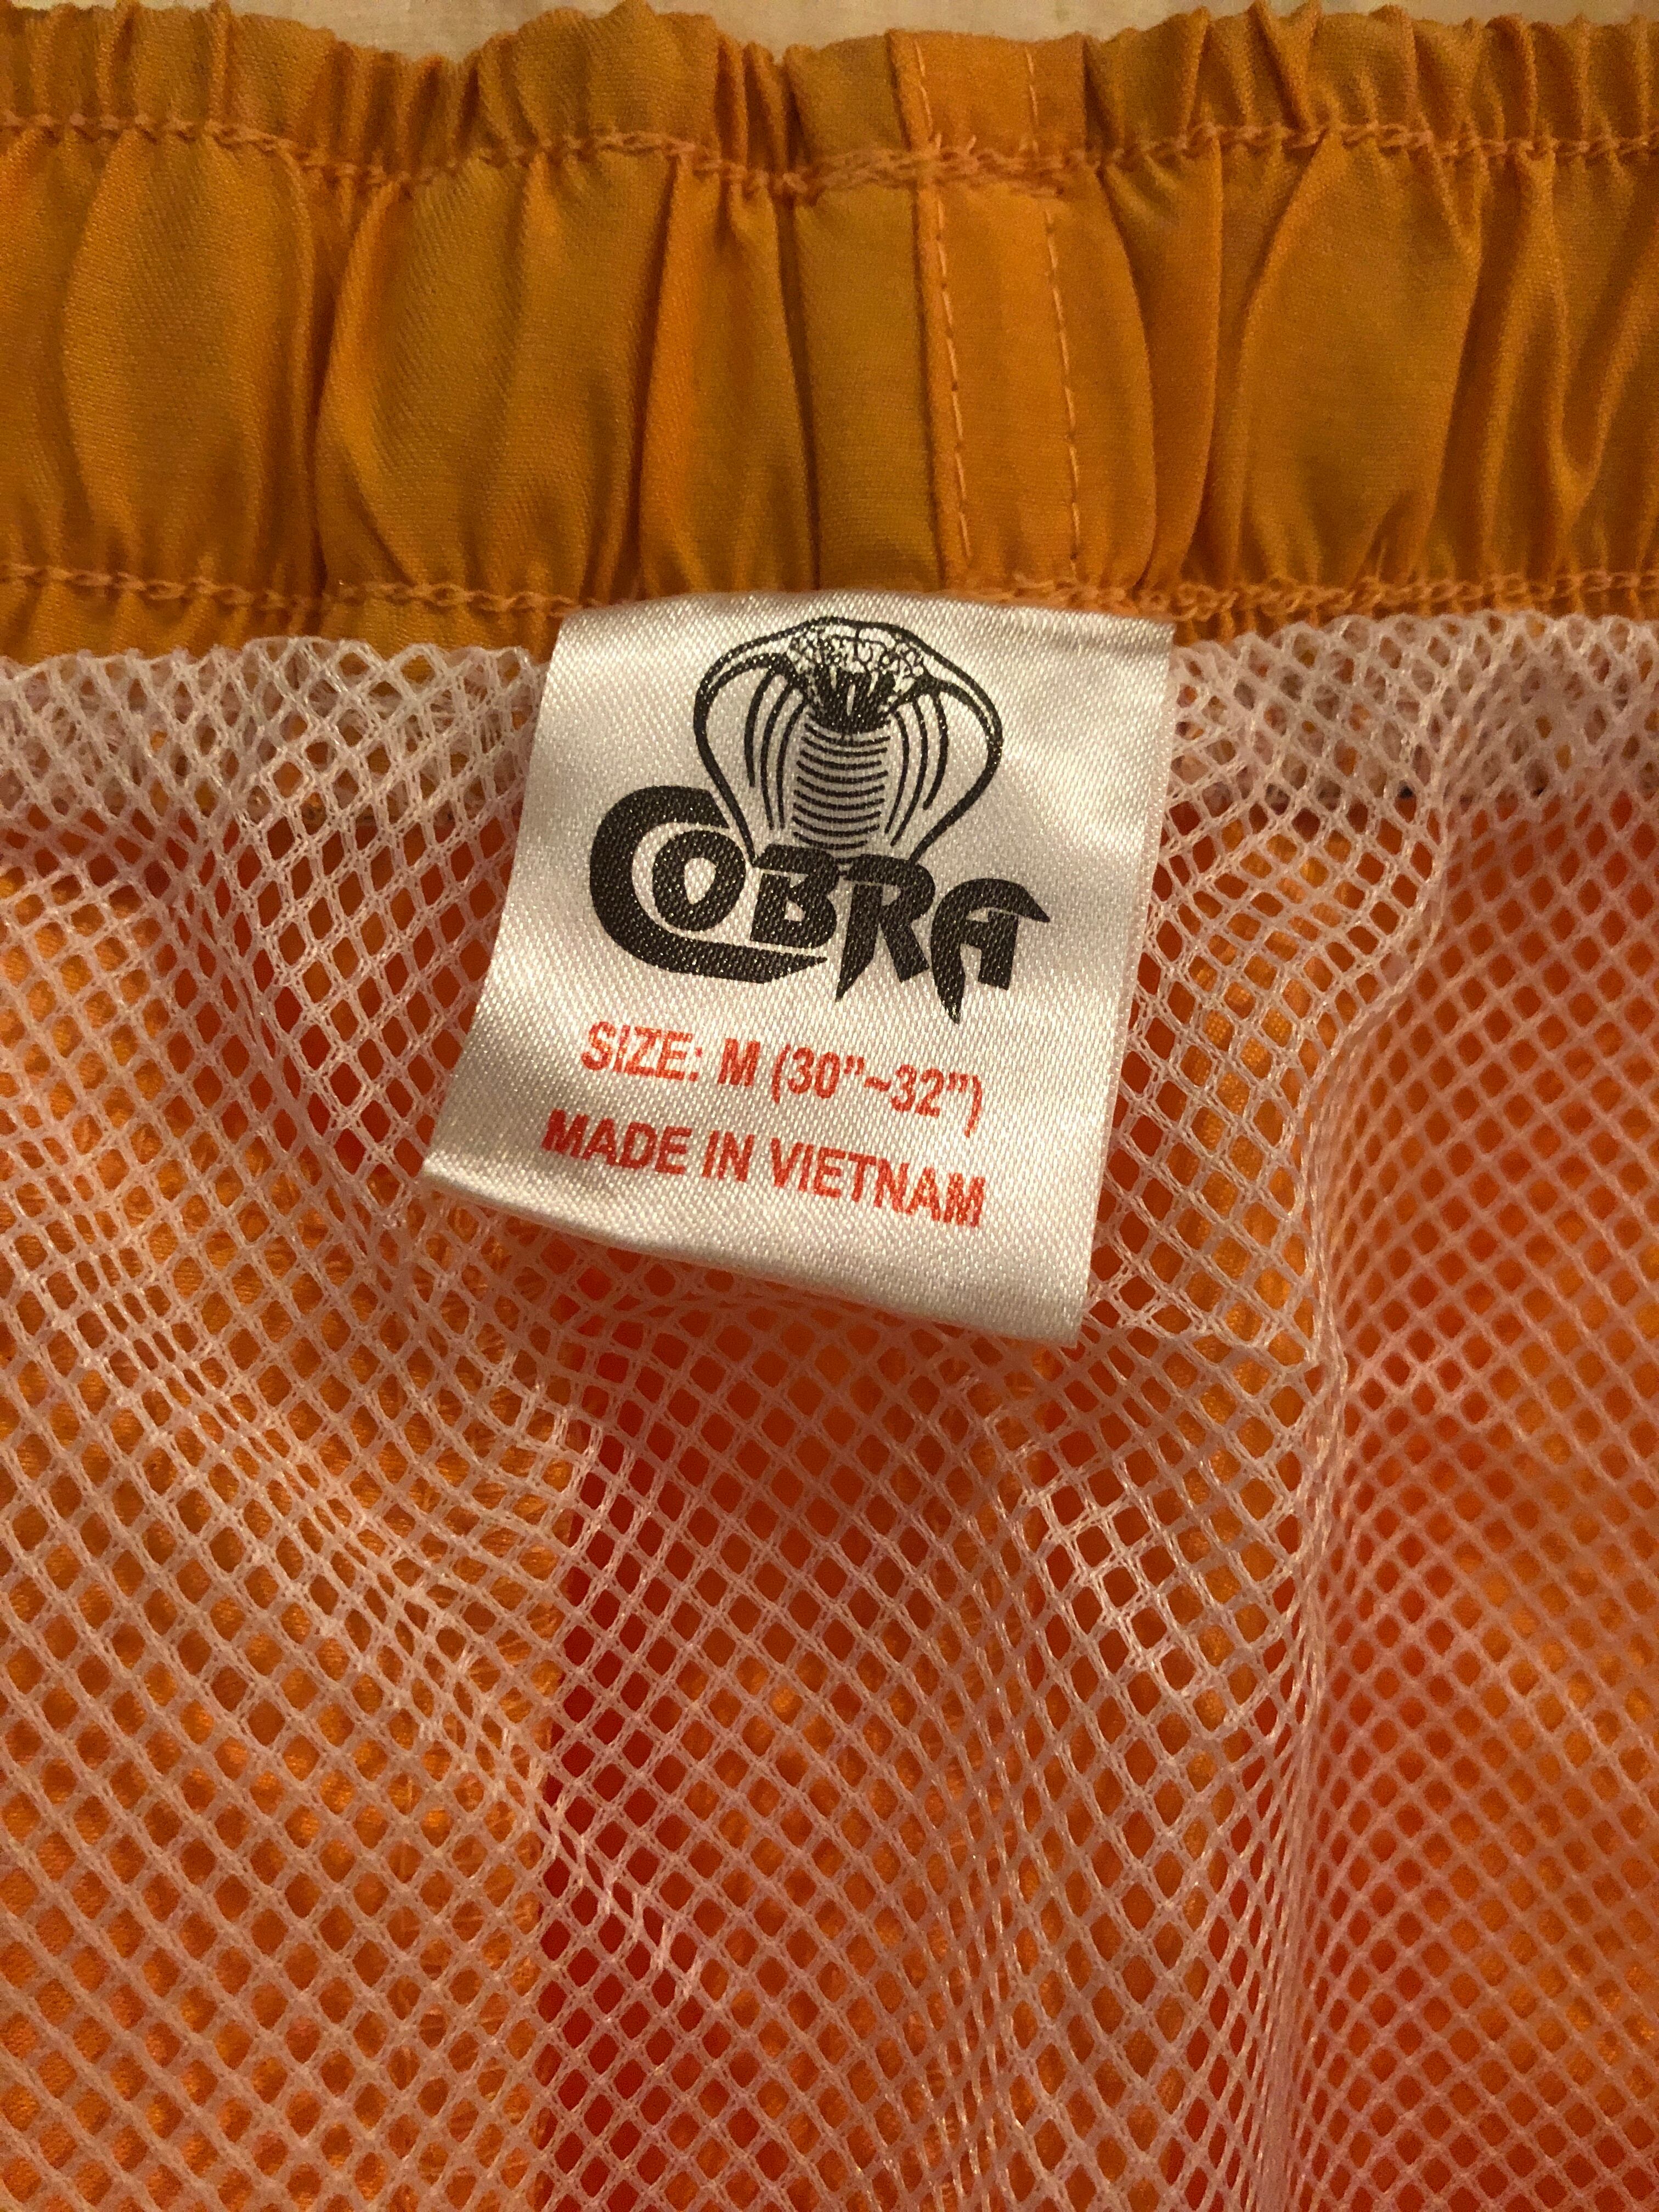 COBRA
SIZE: M (30"~32")
MADE IN VIETNAM